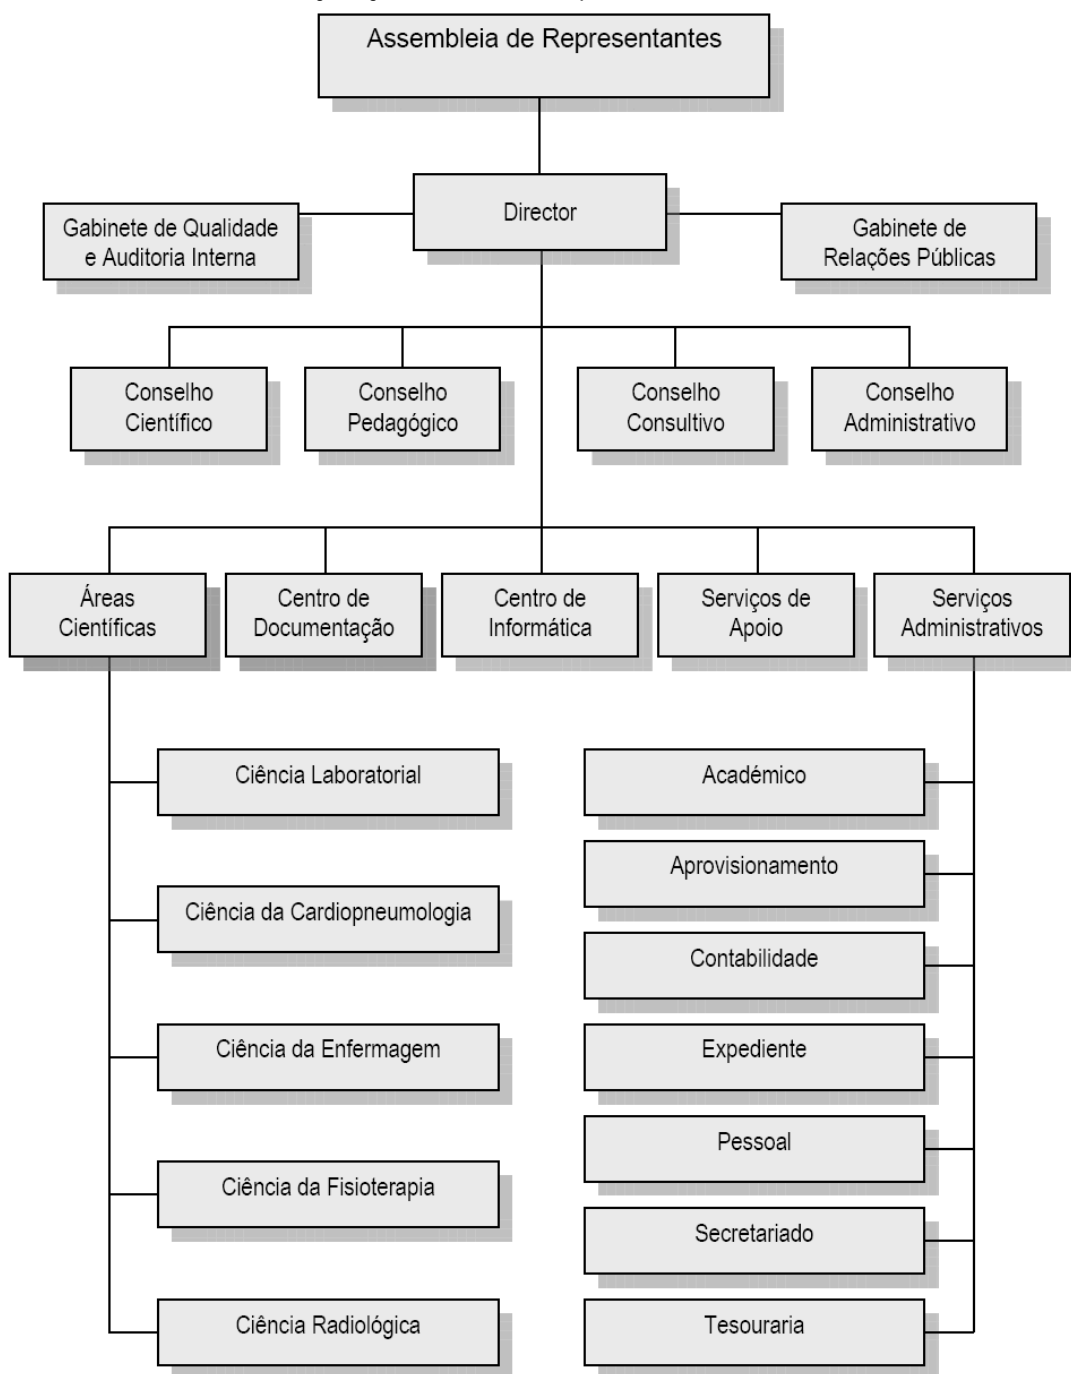 Assembleia de Representantes
Director
Gabinete de Qualidade
e Auditoria Interna
Gabinete de
Relações Públicas
Conselho
Científico
Conselho
Pedagógico
Conselho
Consultivo
Conselho
Administrativo
Áreas
Científicas
Centro de
Documentação
Centro de
Informática
Serviços de
Apoio
Serviços
Administrativos
Ciência Laboratorial
Ciência da Cardiopneumologia
Ciência da Enfermagem
Ciência da Fisioterapia
Ciência Radiológica
Académico
Aprovisionamento
Contabilidade
Expediente
Pessoal
Secretariado
Tesouraria